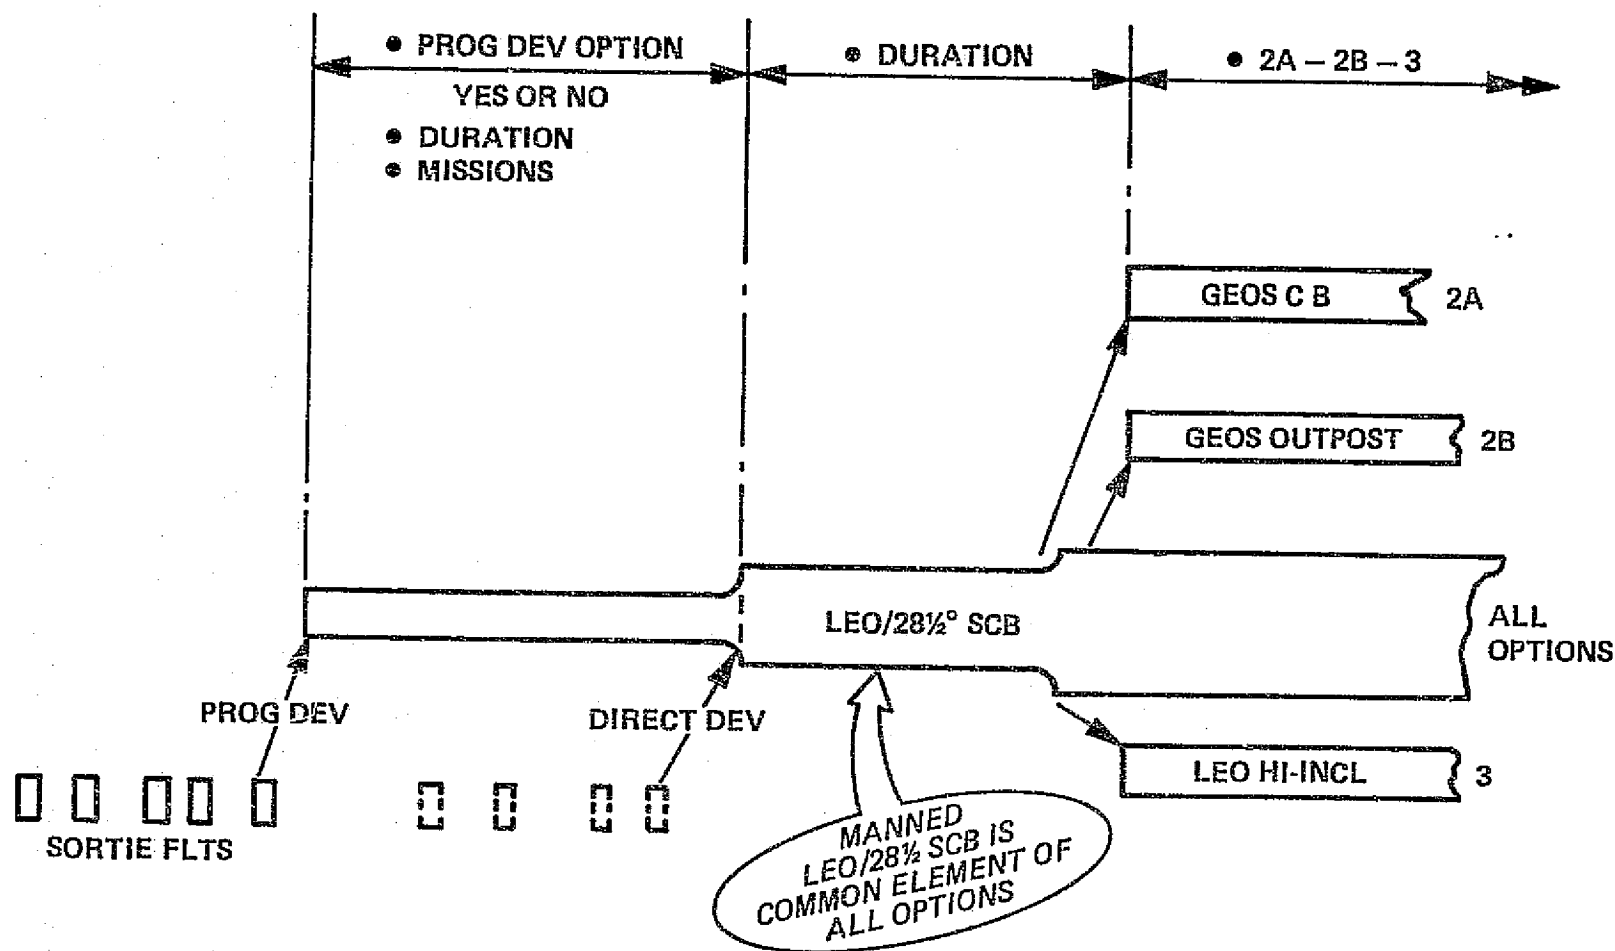 ● PROG DEV OPTION
YES OR NO
● DURATION
● MISSIONS
● DURATION
● 2A – 2B – 3
GEOS C B
2A
GEOS OUTPOST
2B
LEO/28½° SCB
ALL
OPTIONS
PROG DEV
DIRECT DEV
LEO HI-INCL
3
SORTIE FLTS
MANNED
LEO/28½ SCB IS
COMMON ELEMENT OF
ALL OPTIONS